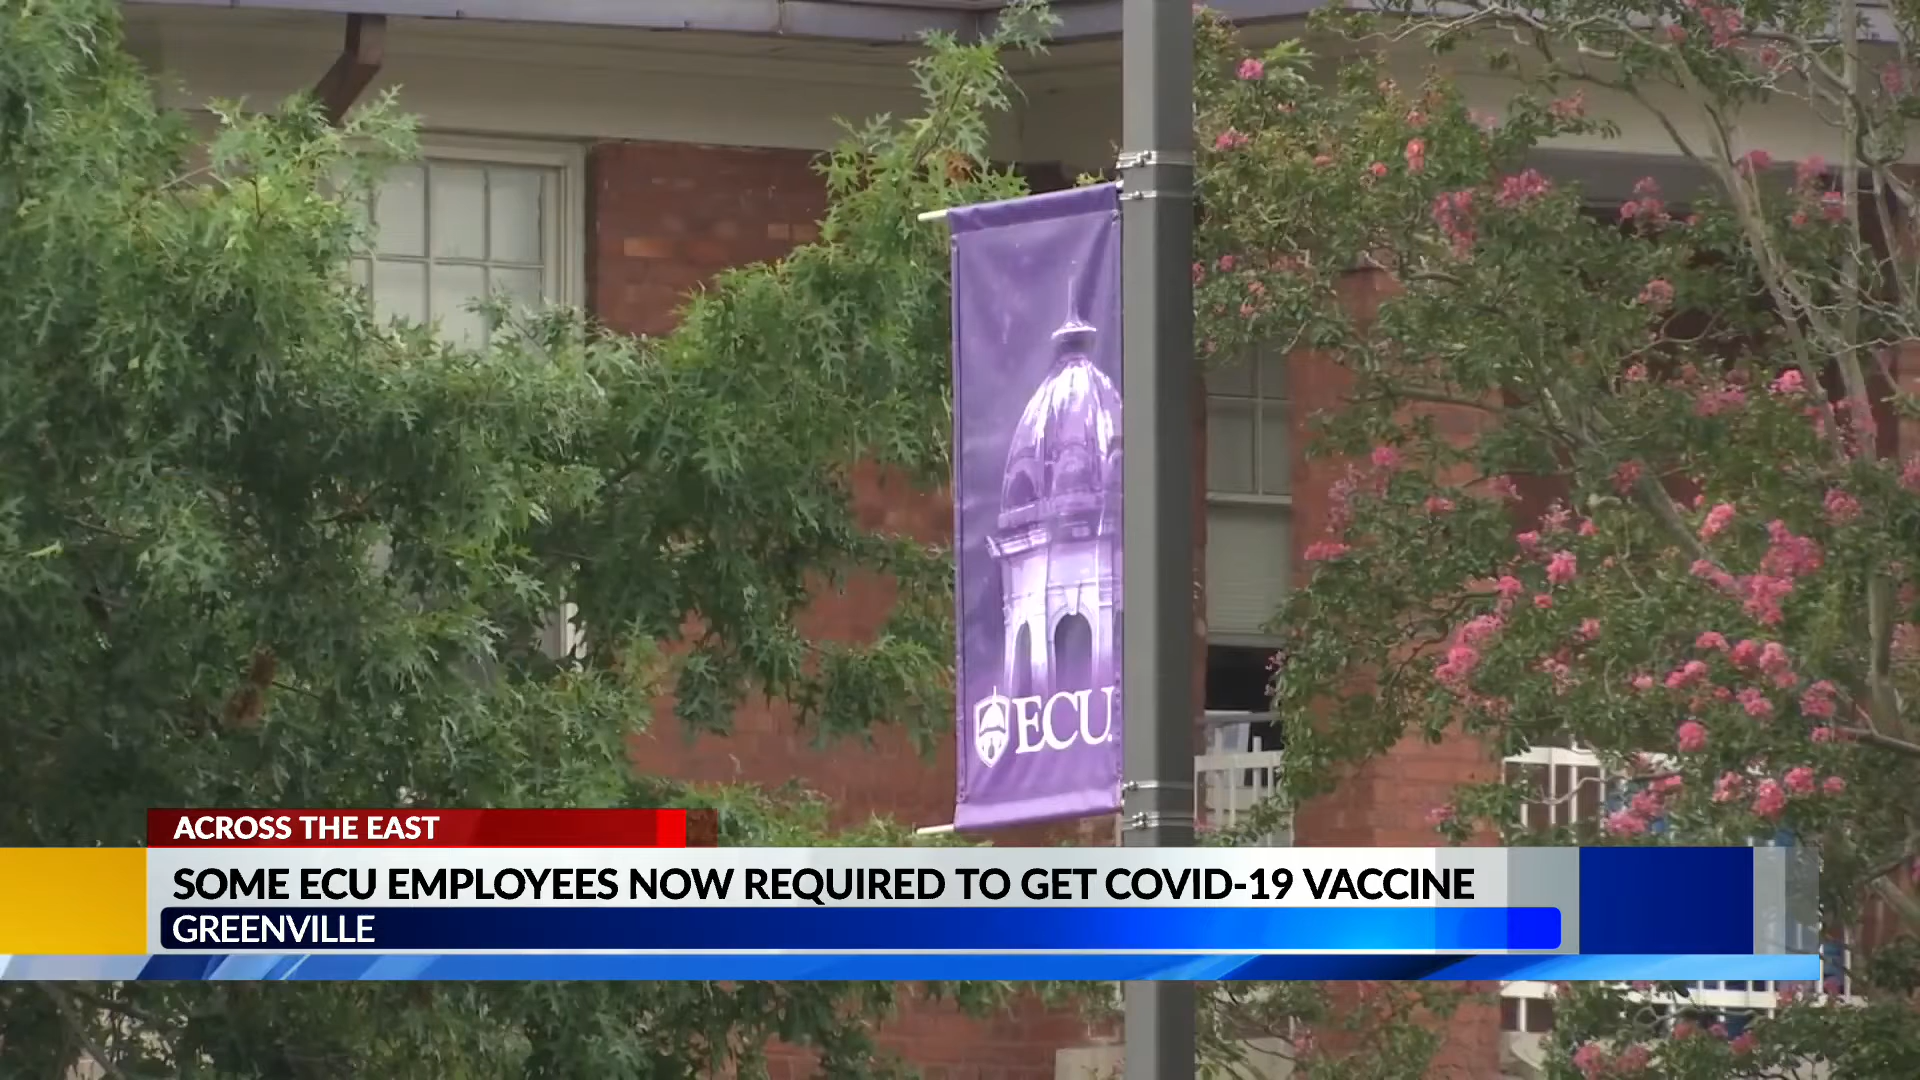 ECU
ACROSS THE EAST
SOME ECU EMPLOYEES NOW REQUIRED TO GET COVID-19 VACCINE
GREENVILLE